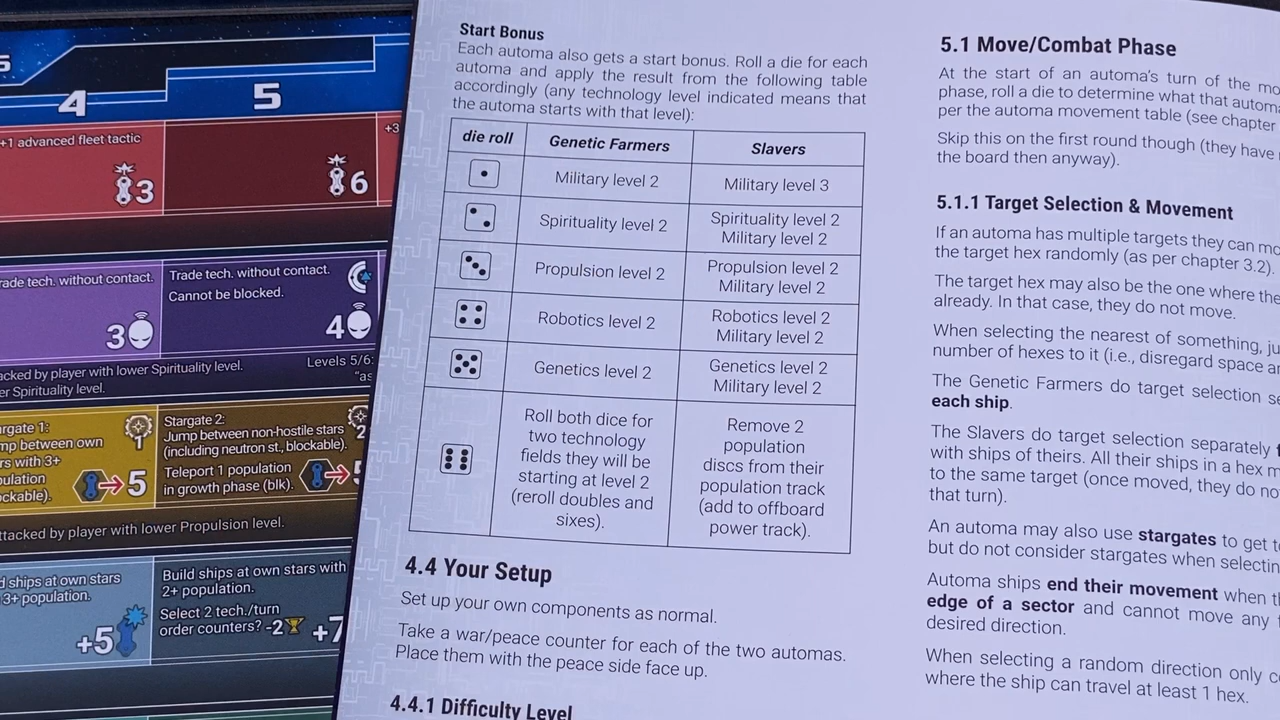 4
5
+1 advanced fleet tactic
3
6
+3
Trade tech. without contact.
Trade tech. without contact.
Cannot be blocked.
3
4
attacked by player with lower Spirituality level.
Spirituality level.
Levels 5/6:
"as
Stargate 1:
between own
with 3+
1
5
Stargate 2:
Jump between non-hostile stars
(including neutron st., blockable).
Teleport 1 population
in growth phase (blk).
2
attacked by player with lower Propulsion level.
ships at own stars
3+ population.
+5
Build ships at own stars with
2+ population.
Select 2 tech./turn
order counters? -2
+7
Start Bonus
Each automa also gets a start bonus. Roll a die for each
automa and apply the result from the following table
accordingly (any technology level indicated means that
the automa starts with that level):
die roll
Genetic Farmers
Slavers
Military level 2
Military level 3
Spirituality level 2
Spirituality level 2
Military level 2
Propulsion level 2
Propulsion level 2
Military level 2
Robotics level 2
Robotics level 2
Military level 2
Genetics level 2
Genetics level 2
Military level 2
Roll both dice for
two technology
fields they will be
starting at level 2
(reroll doubles and
sixes).
Remove 2
population
discs from their
population track
(add to offboard
power track).
4.4 Your Setup
Set up your own components as normal.
Take a war/peace counter for each of the two automas.
Place them with the peace side face up.
4.4.1 Difficulty Level
5.1 Move/Combat Phase
At the start of an automa's turn of the
phase, roll a die to determine what that
per the automa movement table (see chapter
Skip this on the first round though (they have
the board then anyway).
5.1.1 Target Selection & Movement
If an automa has multiple targets they can
the target hex randomly (as per chapter 3.2).
The target hex may also be the one where
already. In that case, they do not move.
When selecting the nearest of something,
number of hexes to it (i.e., disregard space
The Genetic Farmers do target selection
each ship.
The Slavers do target selection separately
with ships of theirs. All their ships in a hex
to the same target (once moved, they do
that turn).
An automa may also use stargates to get
but do not consider stargates when
Automa ships end their movement when
edge of a sector and cannot move any
desired direction.
When selecting a random direction only
where the ship can travel at least 1 hex.